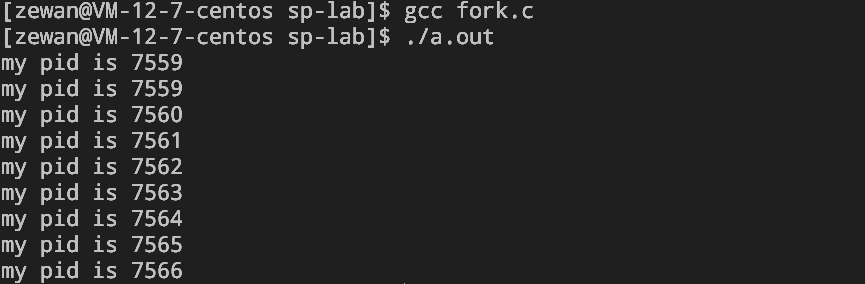 [zewan@VM-12-7-centos sp-lab]$ gcc fork.c
[zewan@VM-12-7-centos sp-lab]$ ./a.out
my pid is 7559
my pid is 7559
my pid is 7560
my pid is 7561
my pid is 7562
my pid is 7563
my pid is 7564
my pid is 7565
my pid is 7566